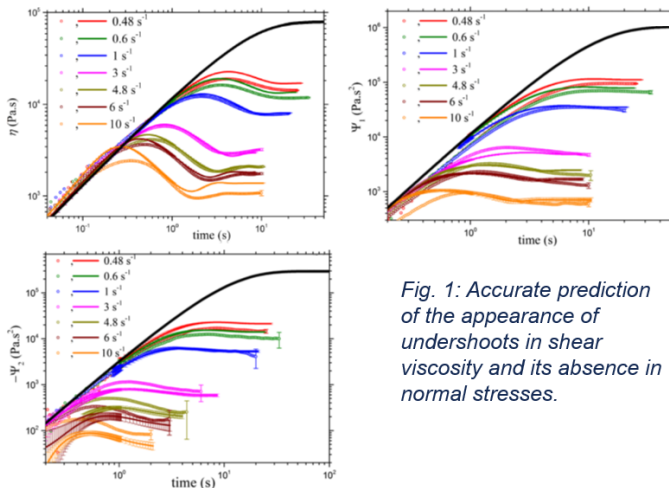 10⁵
0.48 s⁻¹
0.6 s⁻¹
1 s⁻¹
3 s⁻¹
4.8 s⁻¹
6 s⁻¹
10 s⁻¹
η (Pa.s)
10⁴
10³
10⁻¹ 10⁰ 10¹
time (s)
0.48 s⁻¹
0.6 s⁻¹
1 s⁻¹
3 s⁻¹
4.8 s⁻¹
6 s⁻¹
10 s⁻¹
Ψ₁ (Pa.s²)
10⁶
10⁵
10⁴
10³
10⁰ 10¹
time (s)
0.48 s⁻¹
0.6 s⁻¹
1 s⁻¹
3 s⁻¹
4.8 s⁻¹
6 s⁻¹
10 s⁻¹
-Ψ₂ (Pa.s²)
10⁵
10⁴
10³
10²
10⁰ 10¹ 10²
time (s)
Fig. 1: Accurate prediction
of the appearance of
undershoots in shear
viscosity and its absence in
normal stresses.